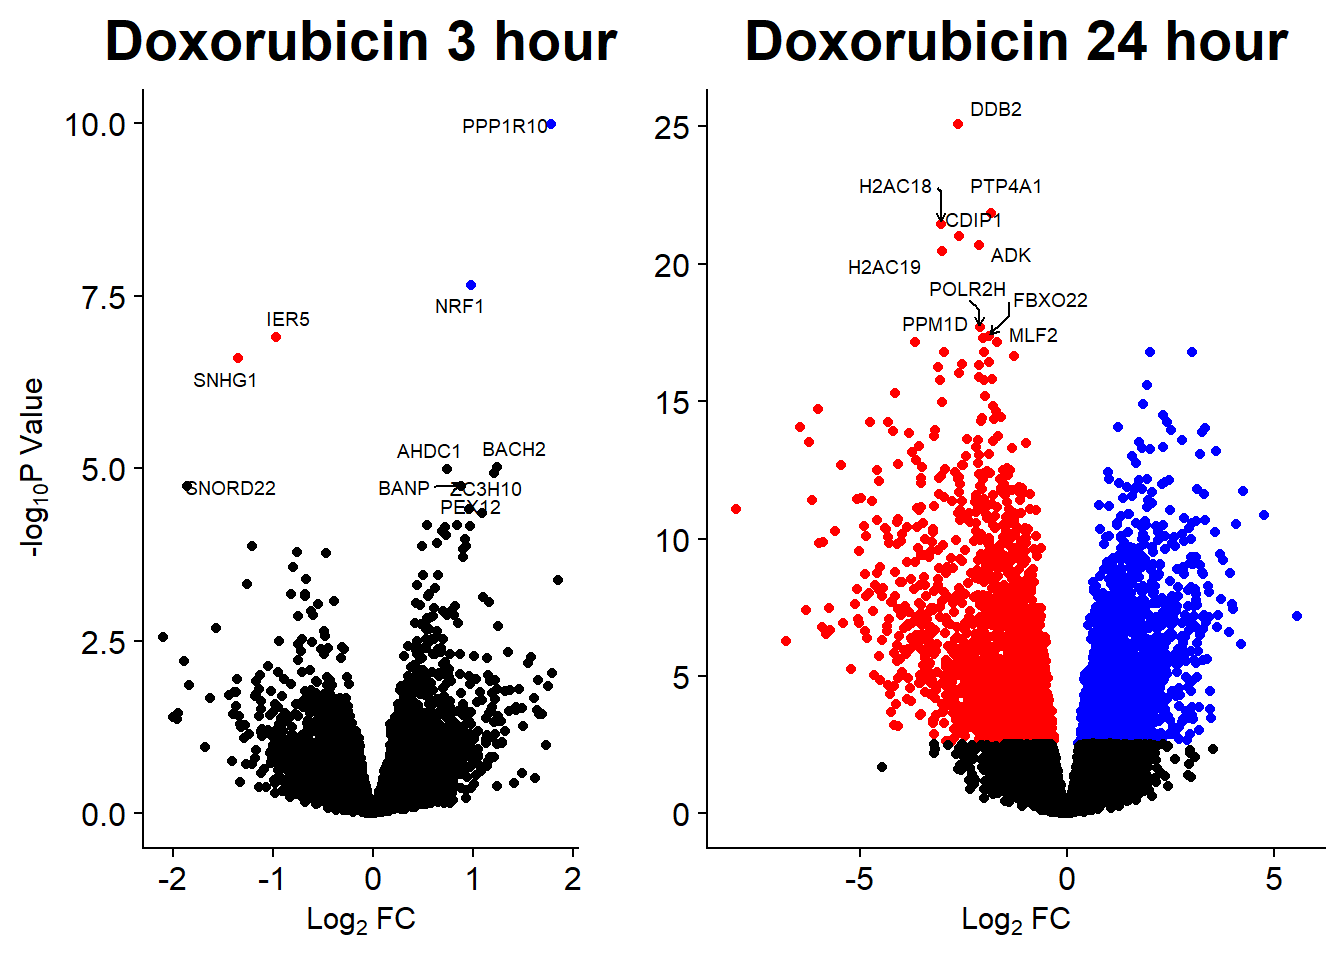 Doxorubicin 3 hour
-log10P Value
10.0
7.5
5.0
2.5
0.0
PPP1R10
NRF1
IER5
SNHG1
AHDC1
BACH2
SNORD22
BANP
ZC3H10
PEX12
-2
-1
0
1
2
Log2 FC
Doxorubicin 24 hour
25
20
15
10
5
0
DDB2
H2AC18
PTP4A1
CDIP1
ADK
H2AC19
POLR2H
FBXO22
PPM1D
MLF2
-5
0
5
Log2 FC